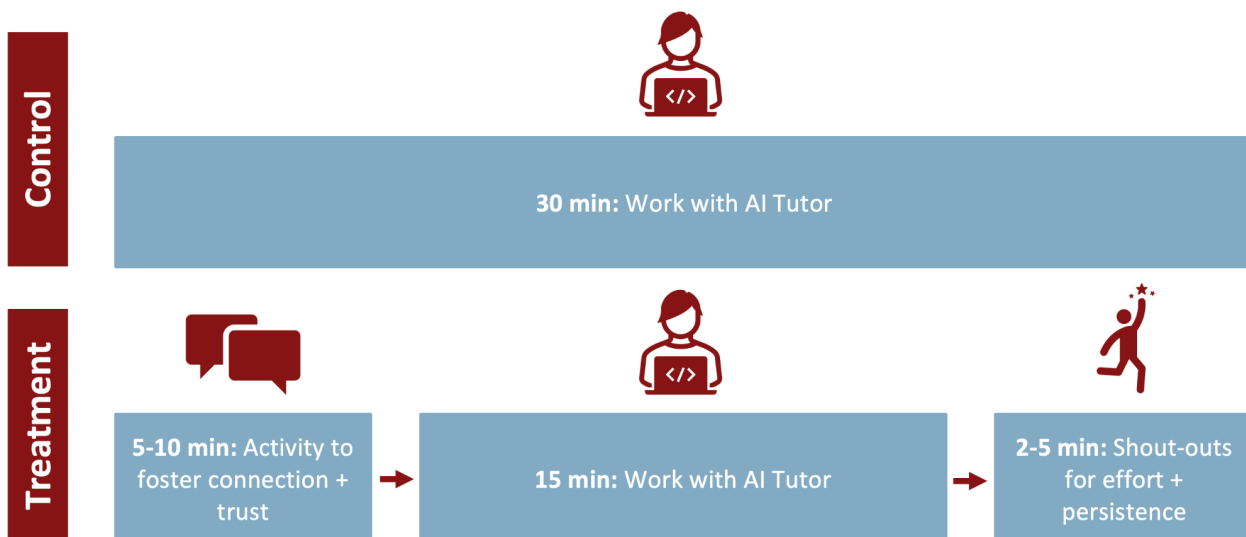 Control
</>
30 min: Work with AI Tutor
Treatment
</>
5-10 min: Activity to
foster connection +
trust
15 min: Work with AI Tutor
2-5 min: Shout-outs
for effort +
persistence